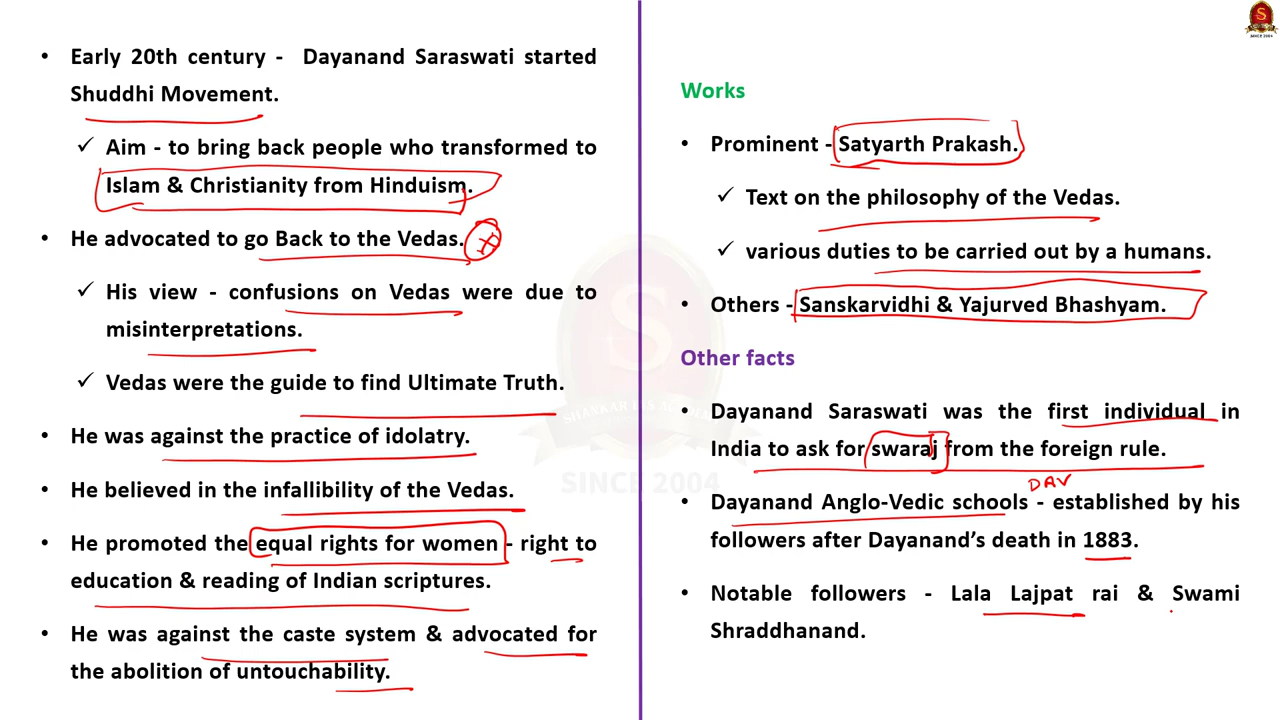 • Early 20th century - Dayanand Saraswati started
Shuddhi Movement.
✓ Aim - to bring back people who transformed to
Islam & Christianity from Hinduism.
• He advocated to go Back to the Vedas.
✓ His view - confusions on Vedas were due to
misinterpretations.
✓ Vedas were the guide to find Ultimate Truth.
• He was against the practice of idolatry.
• He believed in the infallibility of the Vedas.
• He promoted the equal rights for women - right to
education & reading of Indian scriptures.
• He was against the caste system & advocated for
the abolition of untouchability.
Works
• Prominent - Satyarth Prakash.
✓ Text on the philosophy of the Vedas.
✓ various duties to be carried out by a humans.
• Others - Sanskarvidhi & Yajurved Bhashyam.
Other facts
• Dayanand Saraswati was the first individual in
India to ask for swaraj from the foreign rule.
DAV
• Dayanand Anglo-Vedic schools - established by his
followers after Dayanand's death in 1883.
• Notable followers - Lala Lajpat rai & Swami
Shraddhanand.
S
SINCE 2004
S
SINCE 2004